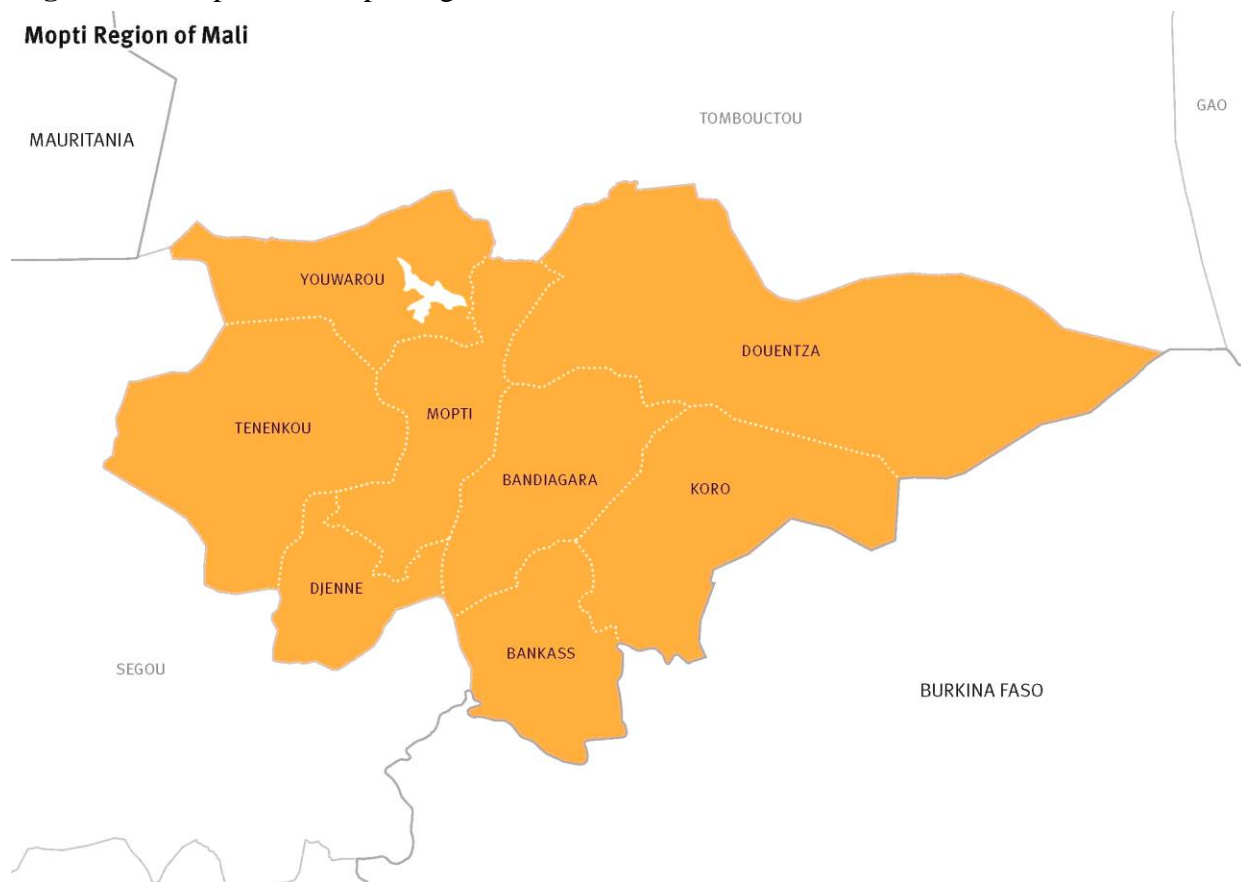 Mopti Region of Mali
GAO
TOMBOUCTOU
MAURITANIA
YOUWAROU
DOUENTZA
MOPTI
TENENKOU
BANDIAGARA
KORO
DJENNE
BANKASS
SEGOU
BURKINA FASO